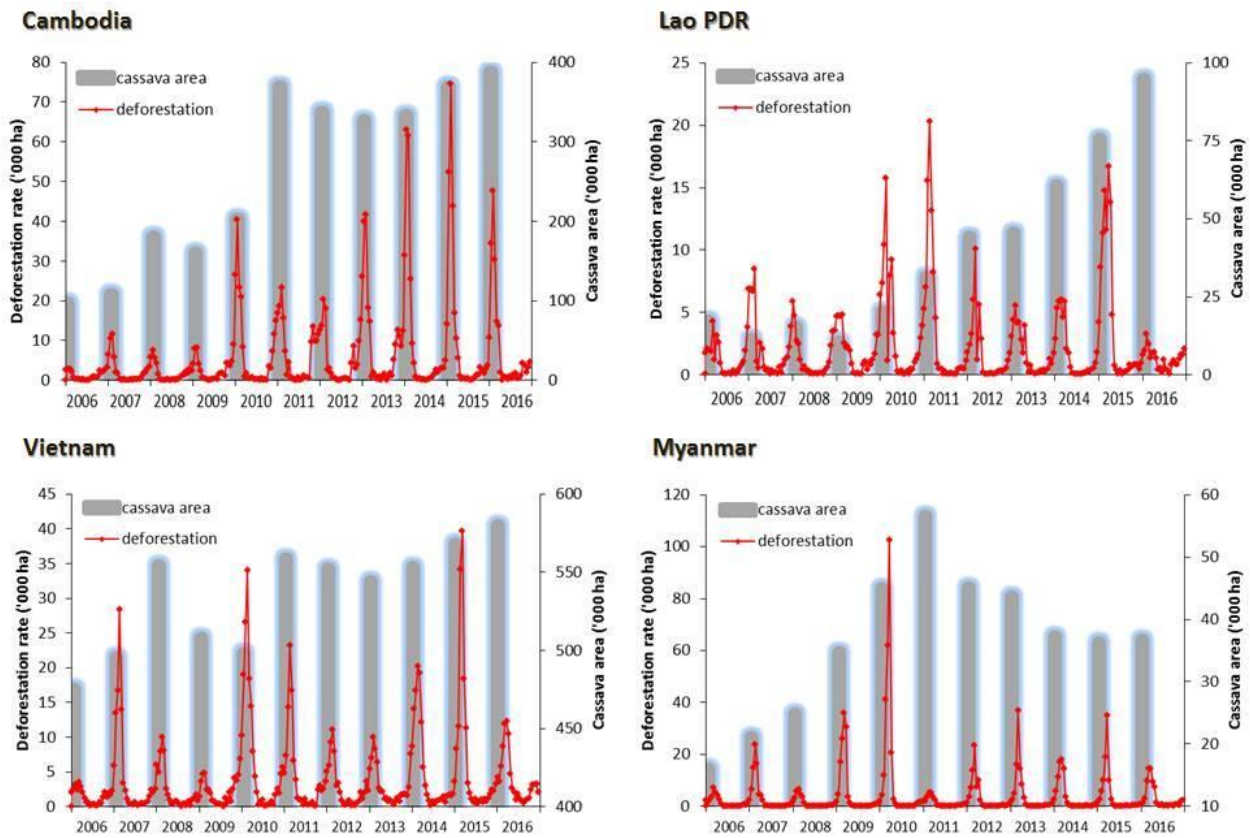 Cambodia
80
70
60
50
40
30
20
10
0
Deforestation rate ('000 ha)
cassava area
deforestation
400
300
200
100
0
Cassava area ('000 ha)
2006 2007 2008 2009 2010 2011 2012 2013 2014 2015 2016
Lao PDR
25
20
15
10
5
0
Deforestation rate ('000 ha)
cassava area
deforestation
100
75
50
25
0
Cassava area ('000 ha)
2006 2007 2008 2009 2010 2011 2012 2013 2014 2015 2016
Vietnam
45
40
35
30
25
20
15
10
5
0
Deforestation rate ('000 ha)
cassava area
deforestation
600
550
500
450
400
Cassava area ('000 ha)
2006 2007 2008 2009 2010 2011 2012 2013 2014 2015 2016
Myanmar
120
100
80
60
40
20
0
Deforestation rate ('000 ha)
cassava area
deforestation
60
50
40
30
20
10
Cassava area ('000 ha)
2006 2007 2008 2009 2010 2011 2012 2013 2014 2015 2016